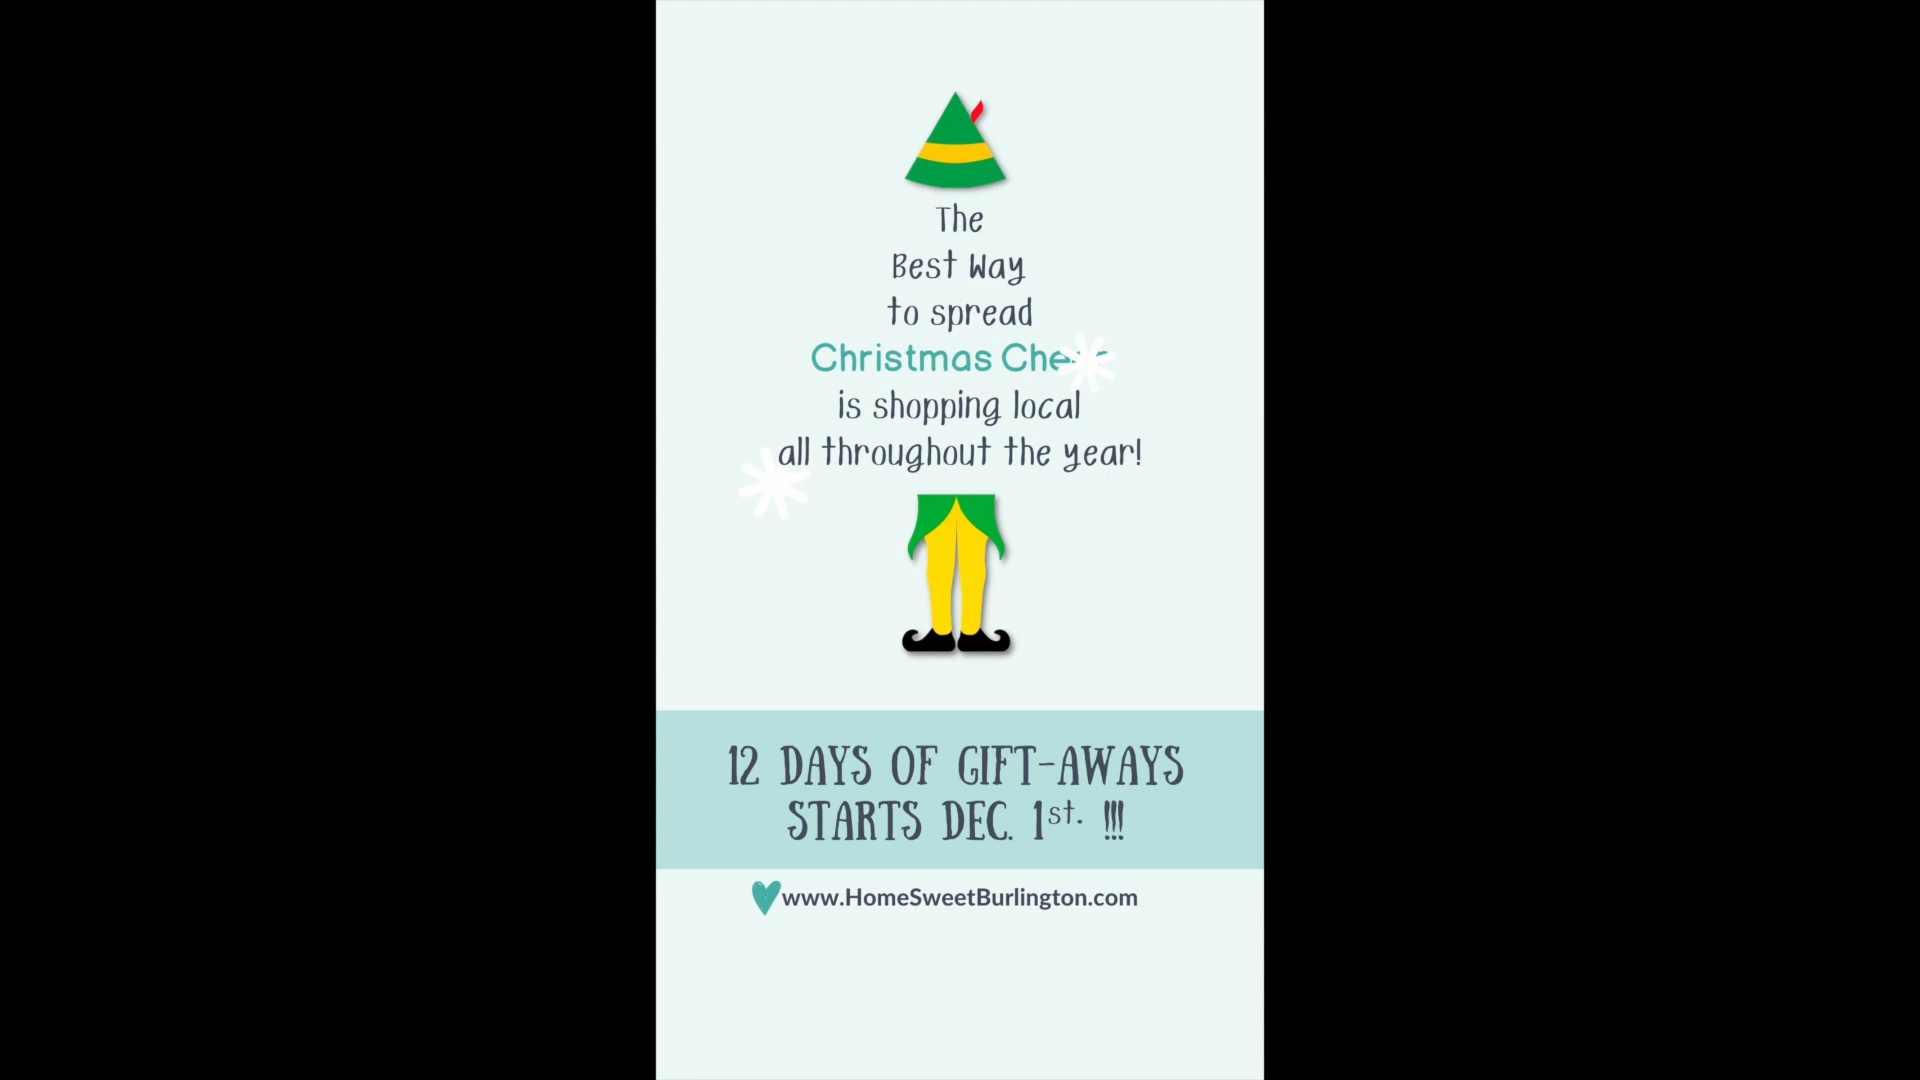 The
Best Way
to spread
Christmas Cheer
is shopping local
all throughout the year!
12 DAYS OF GIFT-AWAYS
STARTS DEC. 1st. !!!
www.HomeSweetBurlington.com